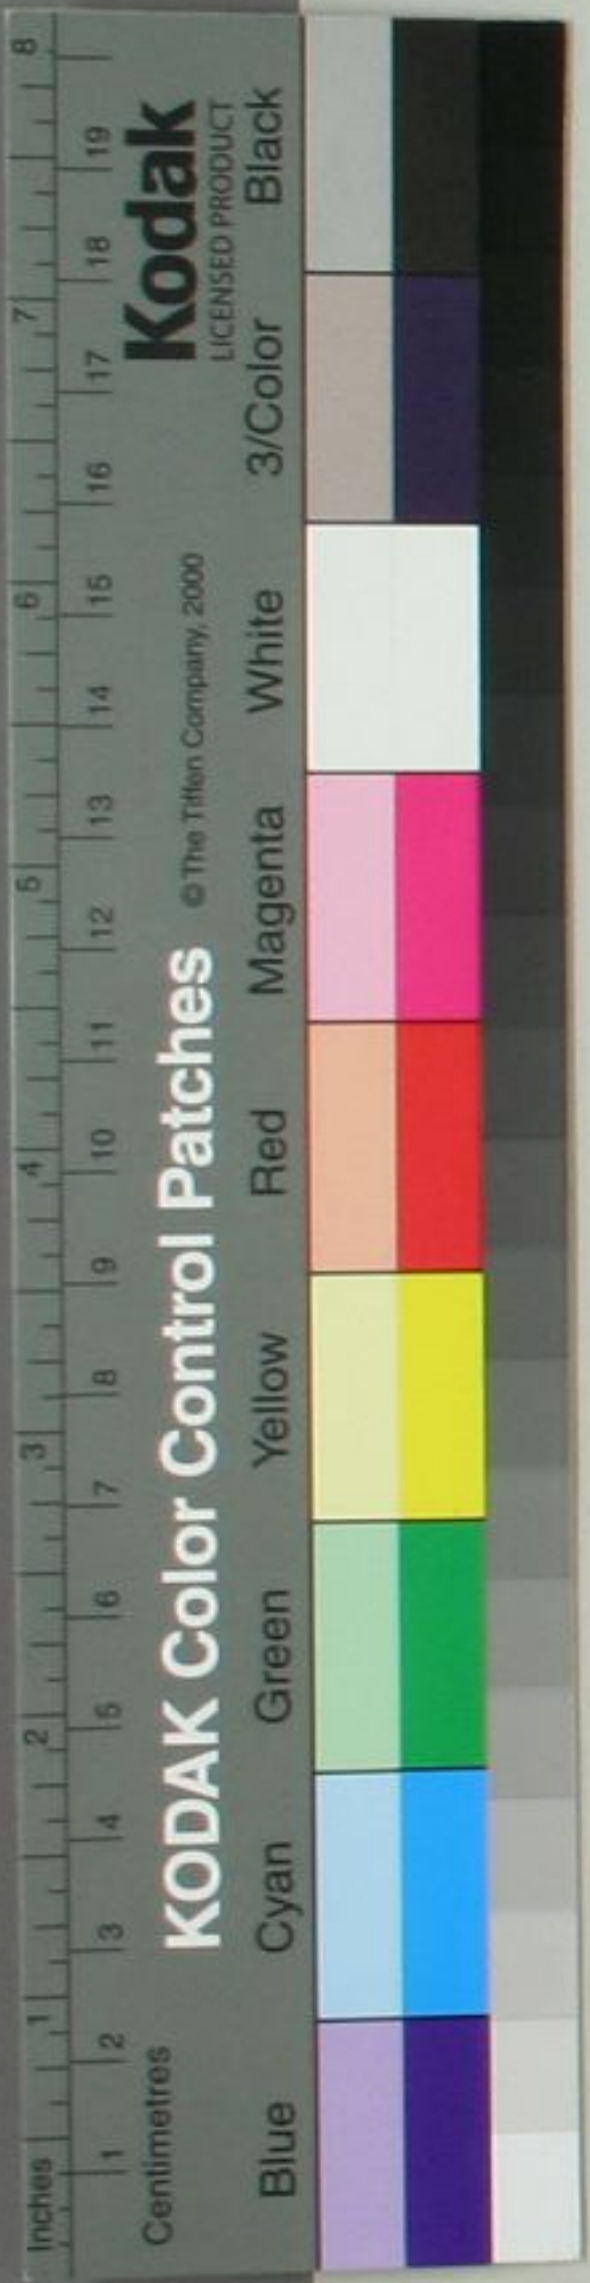 Inches 1 2 3 4 5 6 7 8
Centimetres 1 2 3 4 5 6 7 8 9 10 11 12 13 14 15 16 17 18 19
KODAK Color Control Patches © The Tiffen Company, 2000 Kodak
LICENSED PRODUCT
Blue Cyan Green Yellow Red Magenta White 3/Color Black